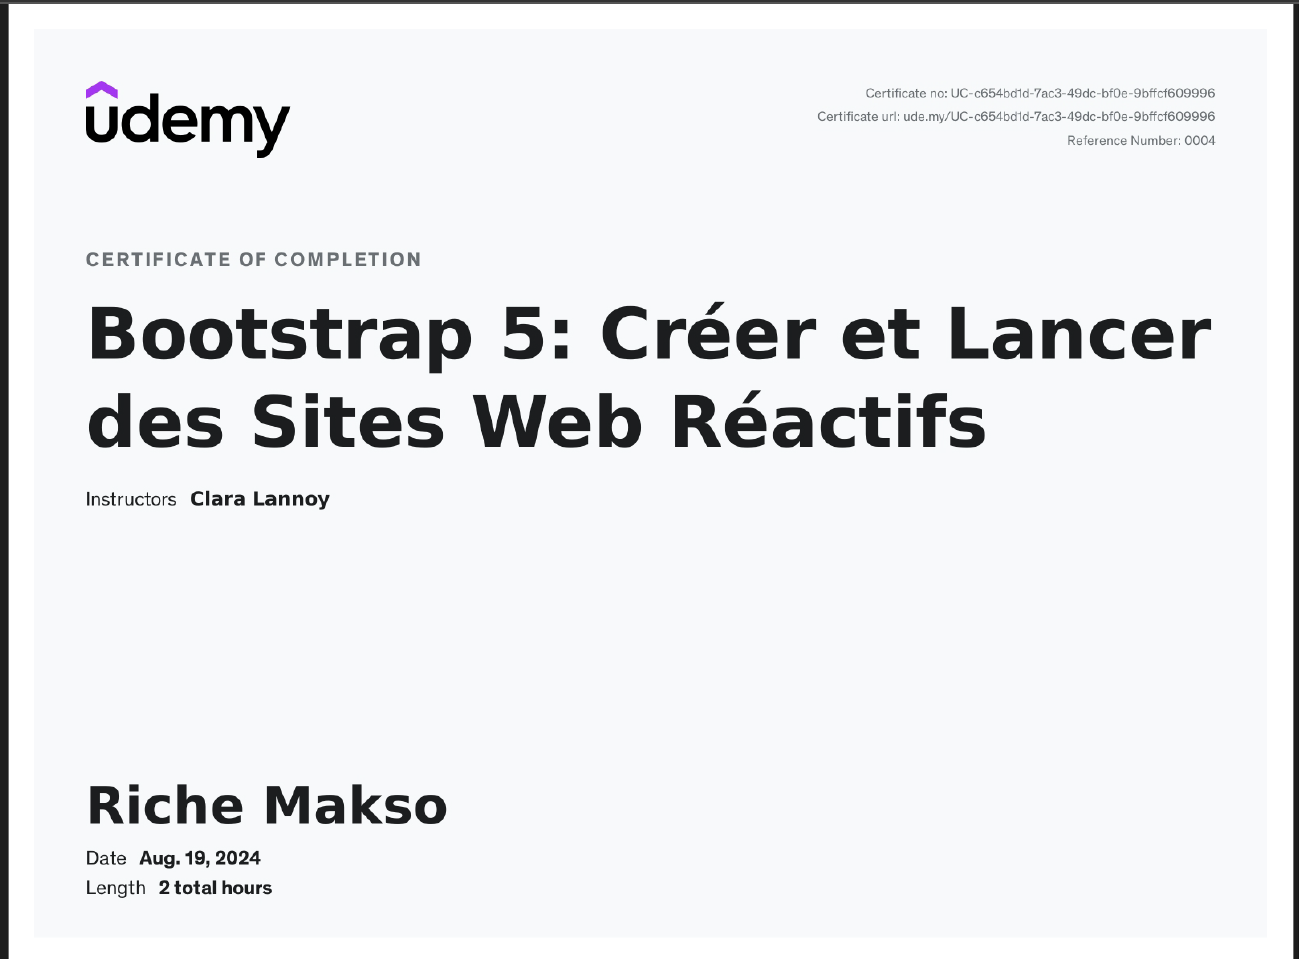 udemy
Certificate no: UC-c654bd1d-7ac3-49dc-bf0e-9bffcf609996
Certificate url: ude.my/UC-c654bd1d-7ac3-49dc-bf0e-9bffcf609996
Reference Number: 0004
CERTIFICATE OF COMPLETION
Bootstrap 5: Créer et Lancer
des Sites Web Réactifs
Instructors Clara Lannoy
Riche Makso
Date Aug. 19, 2024
Length 2 total hours